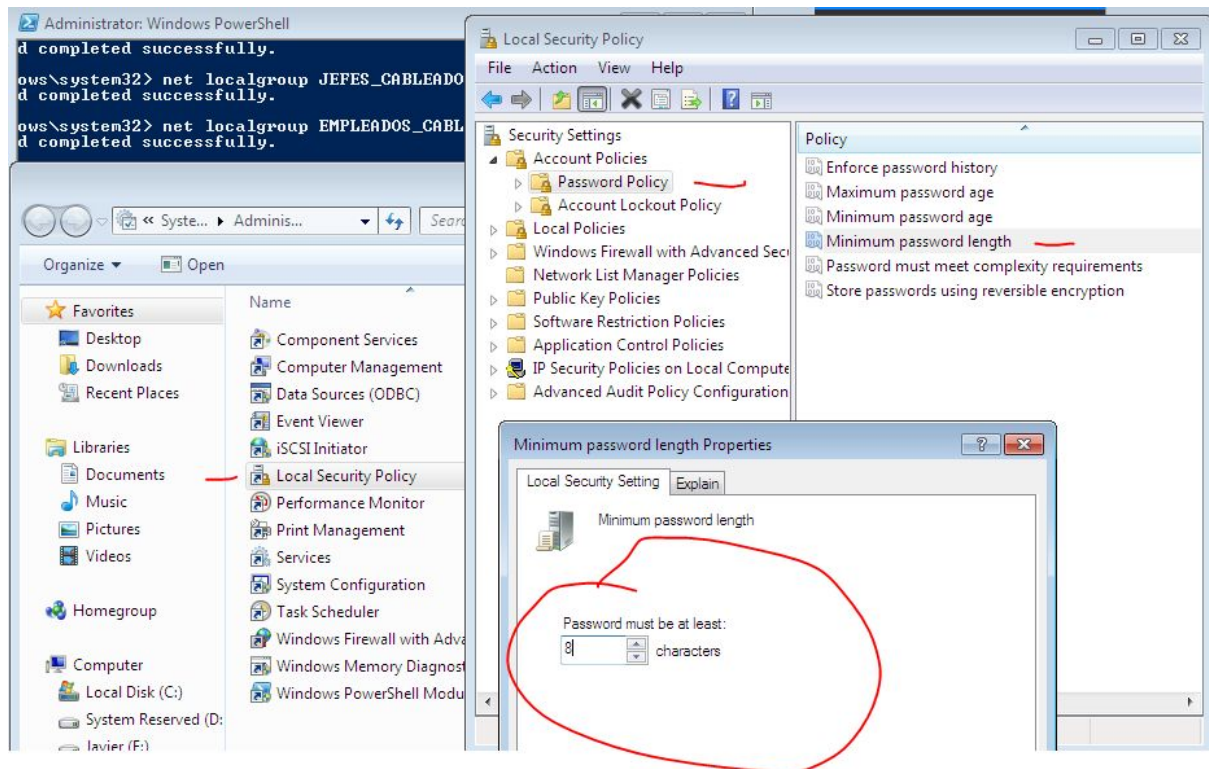 Administrator: Windows PowerShell
d completed successfully.
ows\system32> net localgroup JEFES_CABLEADO
d completed successfully.
ows\system32> net localgroup EMPLEADOS_CABL
d completed successfully.
« Syste... Adminis...
Organize Open
Favorites
Desktop
Downloads
Recent Places
Libraries
Documents
Music
Pictures
Videos
Homegroup
Computer
Local Disk (C:)
System Reserved (D:
Javier (E:)
Name
Component Services
Computer Management
Data Sources (ODBC)
Event Viewer
iSCSI Initiator
Local Security Policy
Performance Monitor
Print Management
Services
System Configuration
Task Scheduler
Windows Firewall with Adva
Windows Memory Diagnost
Windows PowerShell Modu
Local Security Policy
File Action View Help
Security Settings
Account Policies
Password Policy
Account Lockout Policy
Local Policies
Windows Firewall with Advanced Sec
Network List Manager Policies
Public Key Policies
Software Restriction Policies
Application Control Policies
IP Security Policies on Local Compute
Advanced Audit Policy Configuration
Policy
Enforce password history
Maximum password age
Minimum password age
Minimum password length
Password must meet complexity requirements
Store passwords using reversible encryption
Minimum password length Properties
Local Security Setting Explain
Minimum password length
Password must be at least:
8 characters